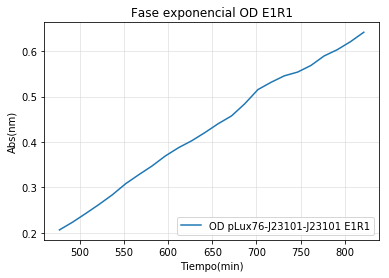 Fase exponencial OD E1R1
0.6
0.5
0.4
0.3
0.2
Abs(nm)
OD pLux76-J23101-J23101 E1R1
500 550 600 650 700 750 800
Tiempo(min)